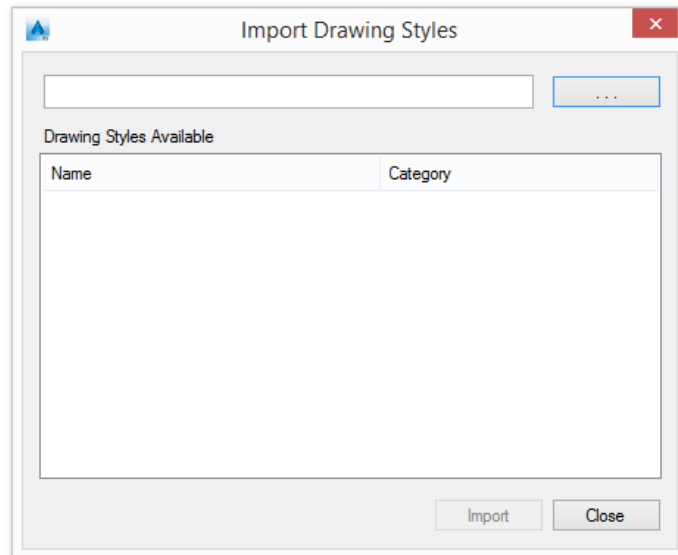 Import Drawing Styles
...
Drawing Styles Available
Name Category
Import Close